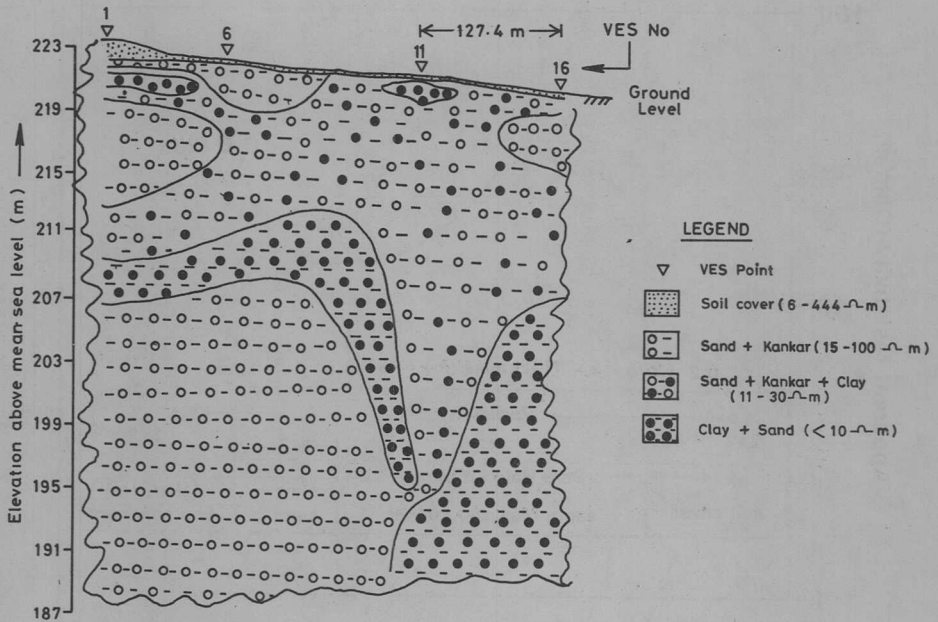 1
6
11
16
127.4 m
VES No
Ground
Level
Elevation above mean sea level (m)
223
219
215
211
207
203
199
195
191
187
LEGEND
VES Point
Soil cover (6 - 444 -Ω- m)
Sand + Kankar (15 -100 -Ω- m)
Sand + Kankar + Clay
(11 - 30 -Ω- m)
Clay + Sand (< 10 -Ω- m)